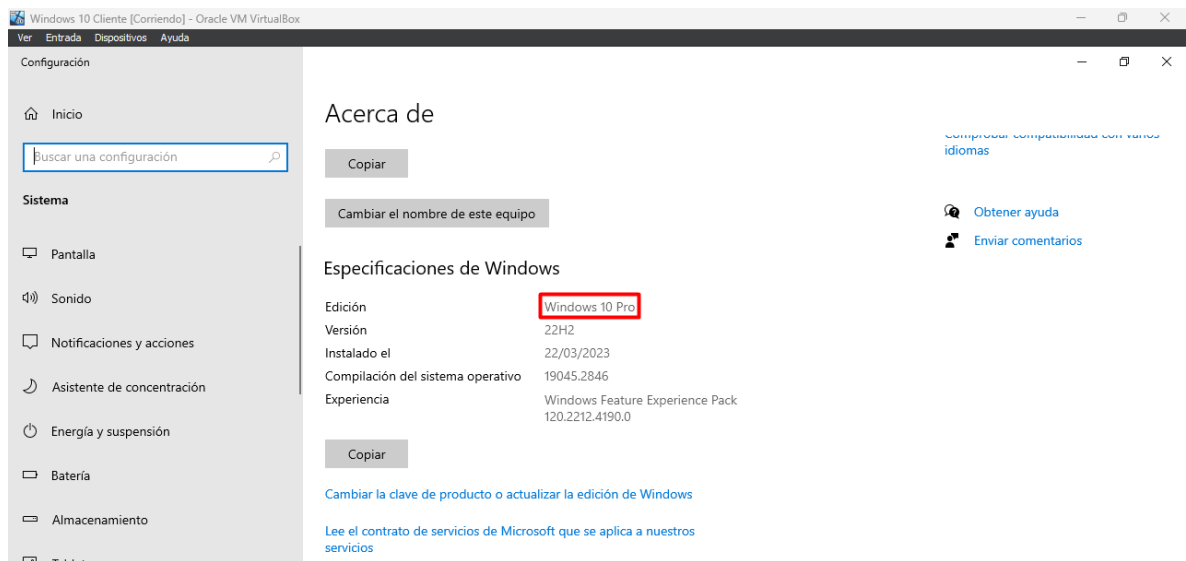 Windows 10 Cliente [Corriendo] - Oracle VM VirtualBox
Ver Entrada Dispositivos Ayuda
Configuración
Inicio
Buscar una configuración
Sistema
Pantalla
Sonido
Notificaciones y acciones
Asistente de concentración
Energía y suspensión
Batería
Almacenamiento
Acerca de
Copiar
Cambiar el nombre de este equipo
Especificaciones de Windows
Edición Windows 10 Pro
Versión 22H2
Instalado el 22/03/2023
Compilación del sistema operativo 19045.2846
Experiencia Windows Feature Experience Pack
120.2212.4190.0
Copiar
Cambiar la clave de producto o actualizar la edición de Windows
Lee el contrato de servicios de Microsoft que se aplica a nuestros
servicios
Comprobar compatibilidad con varios
idiomas
Obtener ayuda
Enviar comentarios